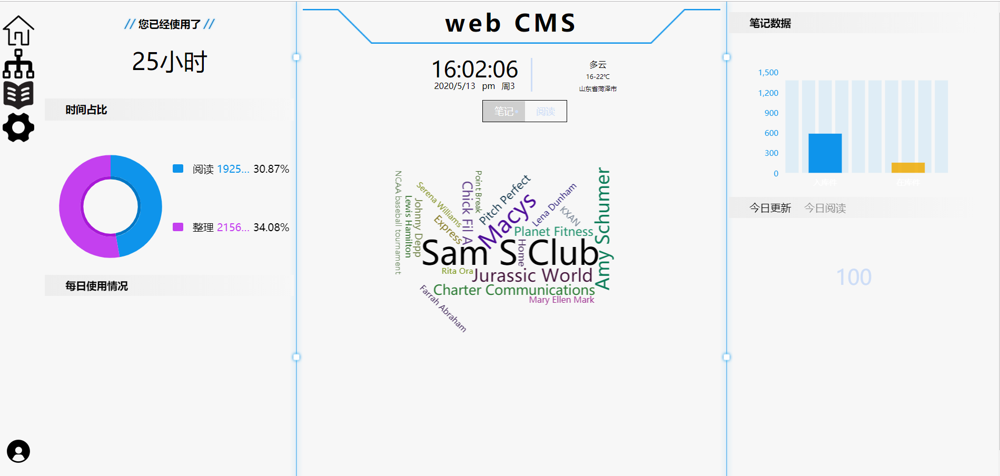 // 您已经使用了 //
25小时
时间占比
阅读 1925... 30.87%
整理 2156... 34.08%
每日使用情况
web CMS
16:02:06
2020/5/13 pm 周3
多云
16-22℃
山东省菏泽市
笔记 阅读
NCAA baseball tournament
Lewis Hamilton
Johnny Depp
Serena Williams
Express
Chick Fil A
Point Break
Pitch Perfect
Macys
Lena Dunham
KXAN
Planet Fitness
Amy Schumer
Sam S Club
Home
Rita Ora
Jurassic World
Charter Communications
Mary Ellen Mark
Farrah Abraham
笔记数据
1,500
1,200
900
600
300
0
入库件 在库件
今日更新 今日阅读
100